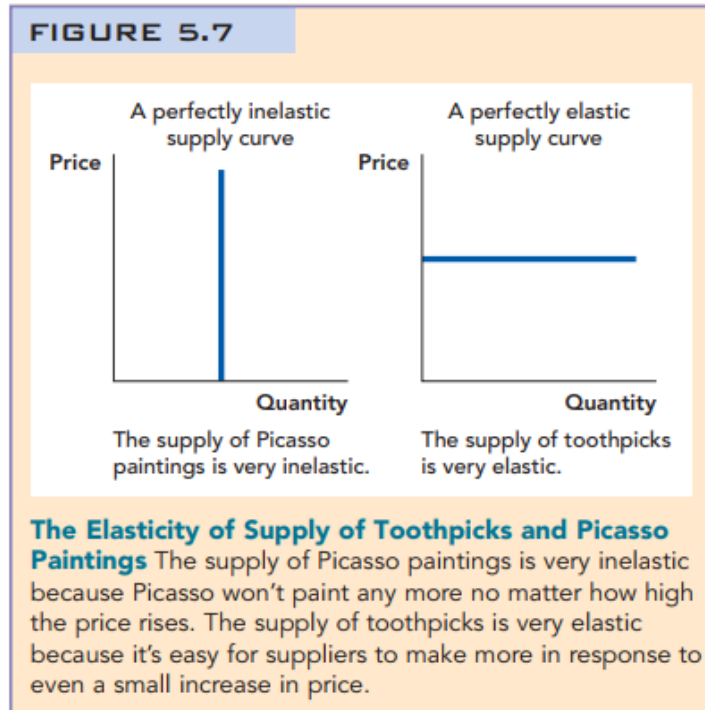 FIGURE 5.7
A perfectly inelastic
supply curve
Price
Quantity
The supply of Picasso
paintings is very inelastic.
A perfectly elastic
supply curve
Price
Quantity
The supply of toothpicks
is very elastic.
The Elasticity of Supply of Toothpicks and Picasso
Paintings The supply of Picasso paintings is very inelastic
because Picasso won't paint any more no matter how high
the price rises. The supply of toothpicks is very elastic
because it's easy for suppliers to make more in response to
even a small increase in price.